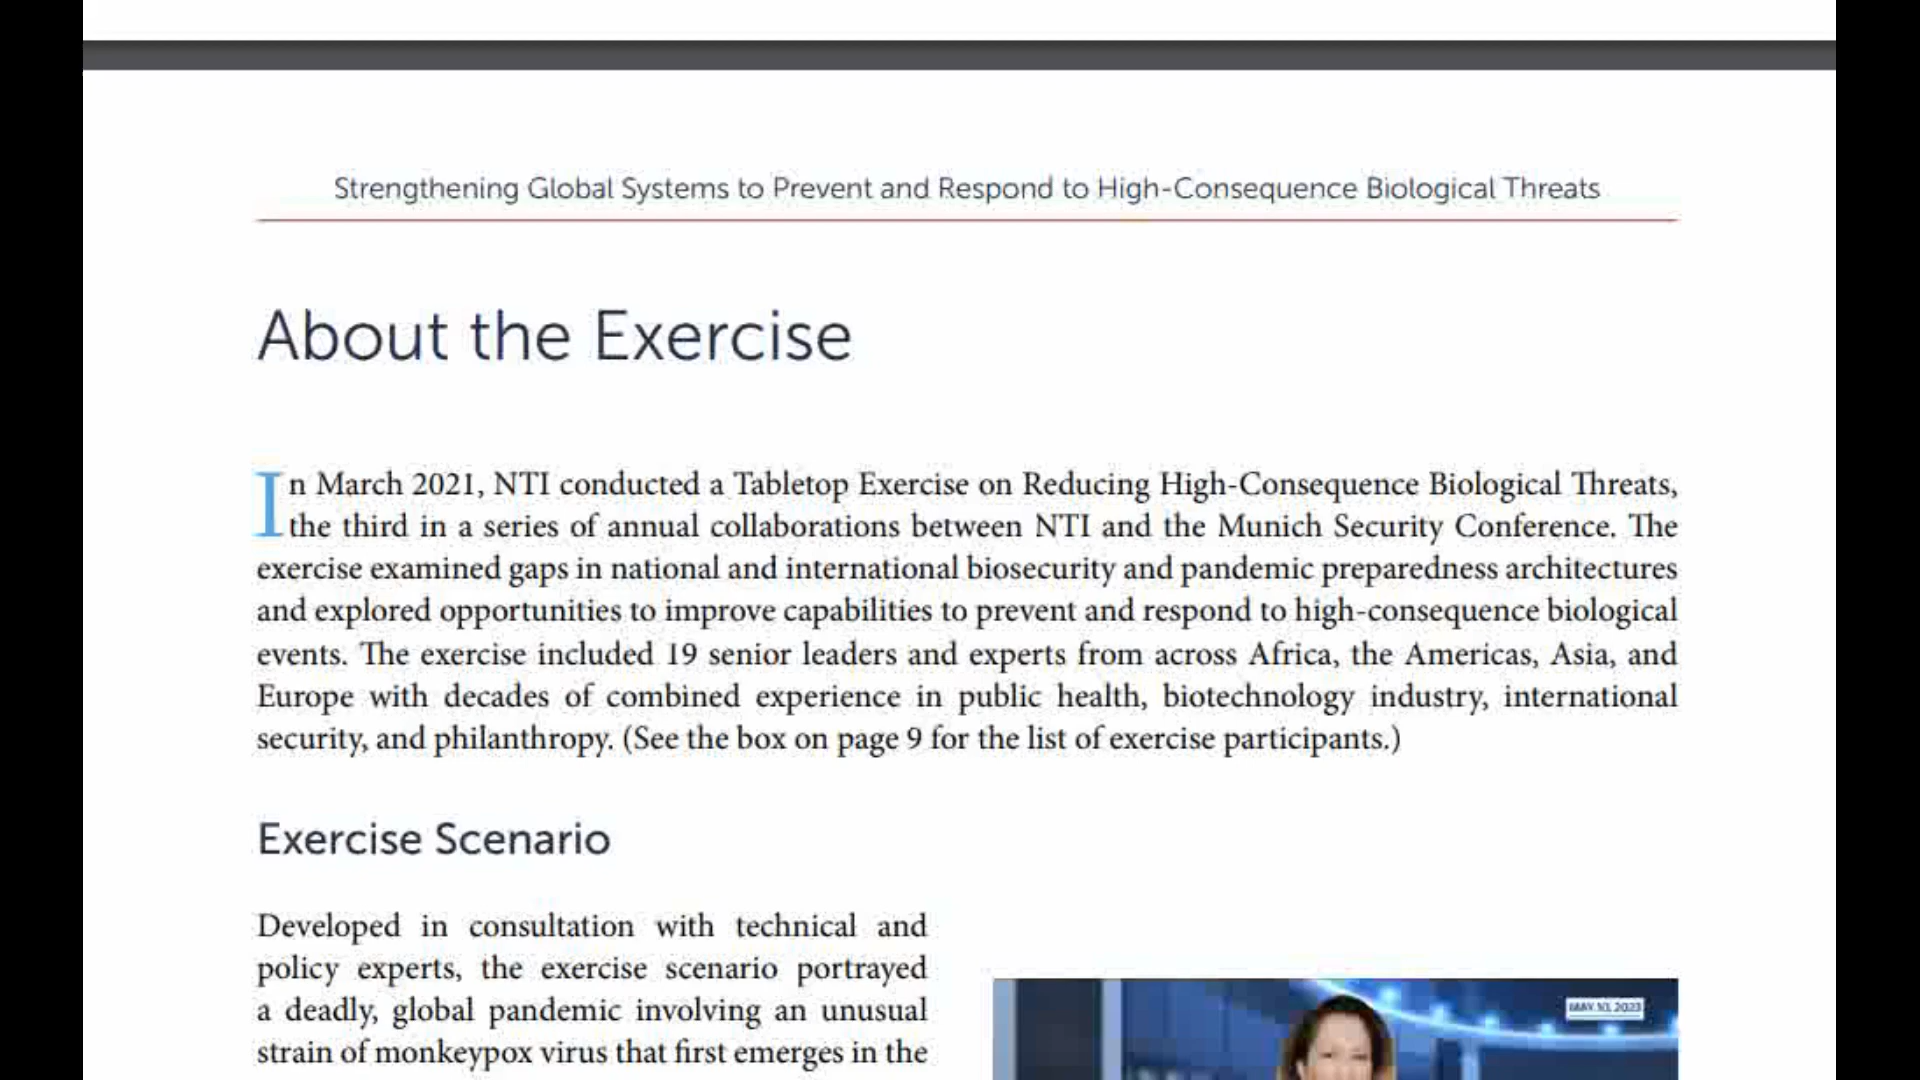 Strengthening Global Systems to Prevent and Respond to High-Consequence Biological Threats
About the Exercise
In March 2021, NTI conducted a Tabletop Exercise on Reducing High-Consequence Biological Threats,
the third in a series of annual collaborations between NTI and the Munich Security Conference. The
exercise examined gaps in national and international biosecurity and pandemic preparedness architectures
and explored opportunities to improve capabilities to prevent and respond to high-consequence biological
events. The exercise included 19 senior leaders and experts from across Africa, the Americas, Asia, and
Europe with decades of combined experience in public health, biotechnology industry, international
security, and philanthropy. (See the box on page 9 for the list of exercise participants.)
Exercise Scenario
Developed in consultation with technical and
policy experts, the exercise scenario portrayed
a deadly, global pandemic involving an unusual
strain of monkeypox virus that first emerges in the
MAY 10, 2023